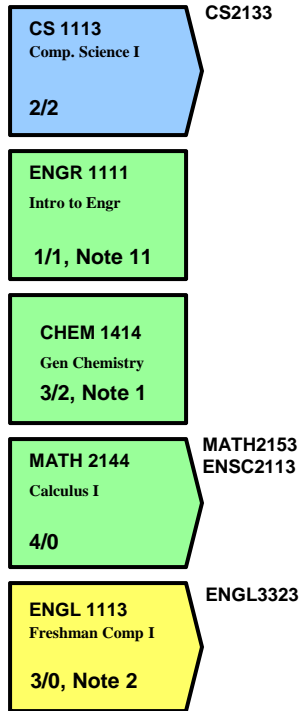 CS 1113
Comp. Science I
2/2
CS2133
ENGR 1111
Intro to Engr
1/1, Note 11
CHEM 1414
Gen Chemistry
3/2, Note 1
MATH 2144
Calculus I
4/0
MATH2153
ENSC2113
ENGL 1113
Freshman Comp I
3/0, Note 2
ENGL3323